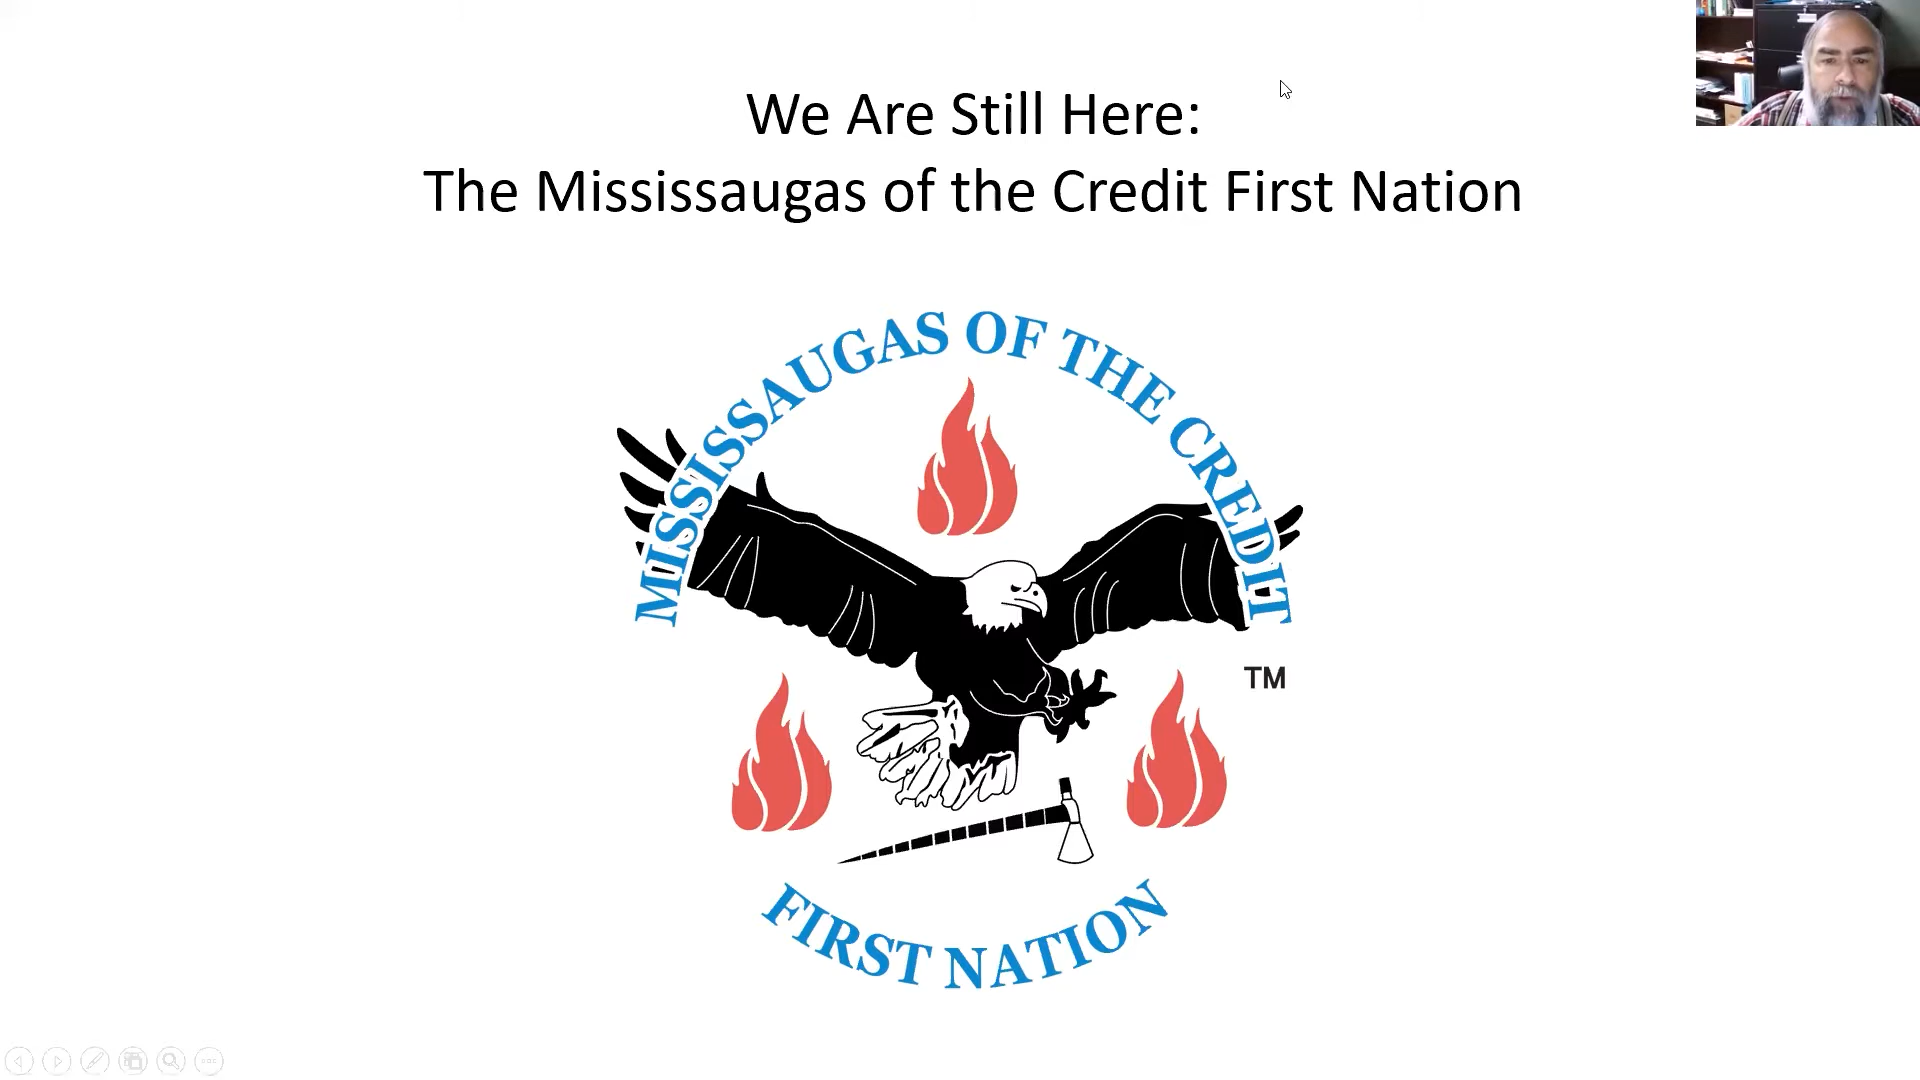 We Are Still Here:
The Mississaugas of the Credit First Nation
MISSISSAUGAS OF THE CREDIT
TM
FIRST NATION